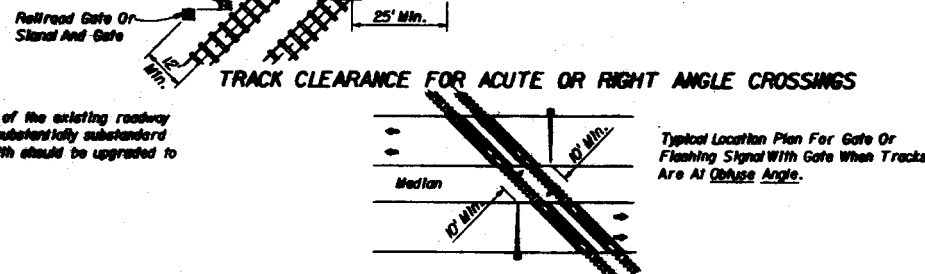 Railroad Gate Or
Signal And Gate
25' Min.
12'
Min.
TRACK CLEARANCE FOR ACUTE OR RIGHT ANGLE CROSSINGS
of the existing roadway
substantially substandard
should be upgraded to
Typical Location Plan For Gate Or
Flashing Signal With Gate When Tracks
Are At Obtuse Angle.
10' Min.
Median
10' Min.